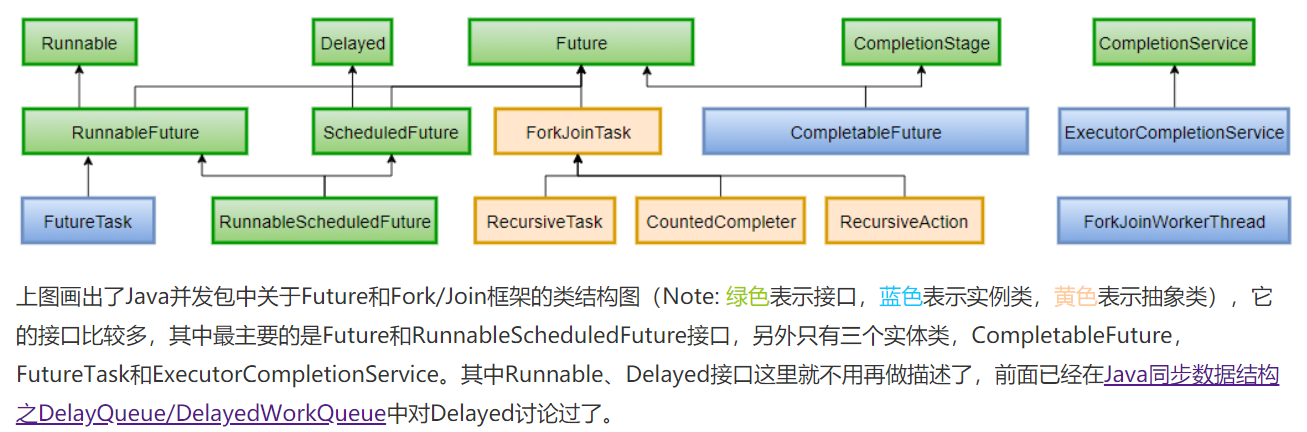 Runnable Delayed Future CompletionStage CompletionService
RunnableFuture ScheduledFuture ForkJoinTask CompletableFuture ExecutorCompletionService
FutureTask RunnableScheduledFuture RecursiveTask CountedCompleter RecursiveAction ForkJoinWorkerThread
上图画出了Java并发包中关于Future和Fork/Join框架的类结构图（Note: 绿色表示接口，蓝色表示实例类，黄色表示抽象类），它
的接口比较多，其中最主要的是Future和RunnableScheduledFuture接口，另外只有三个实体类，CompletableFuture，
FutureTask和ExecutorCompletionService。其中Runnable、Delayed接口这里就不用再做描述了，前面已经在Java同步数据结构
之DelayQueue/DelayedWorkQueue中对Delayed讨论过了。